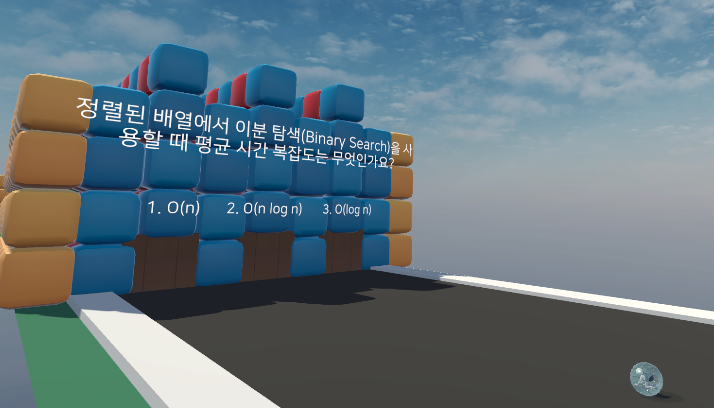 정렬된 배열에서 이분 탐색(Binary Search)을 사
용할 때 평균 시간 복잡도는 무엇인가요?
1. O(n) 2. O(n log n) 3. O(log n)